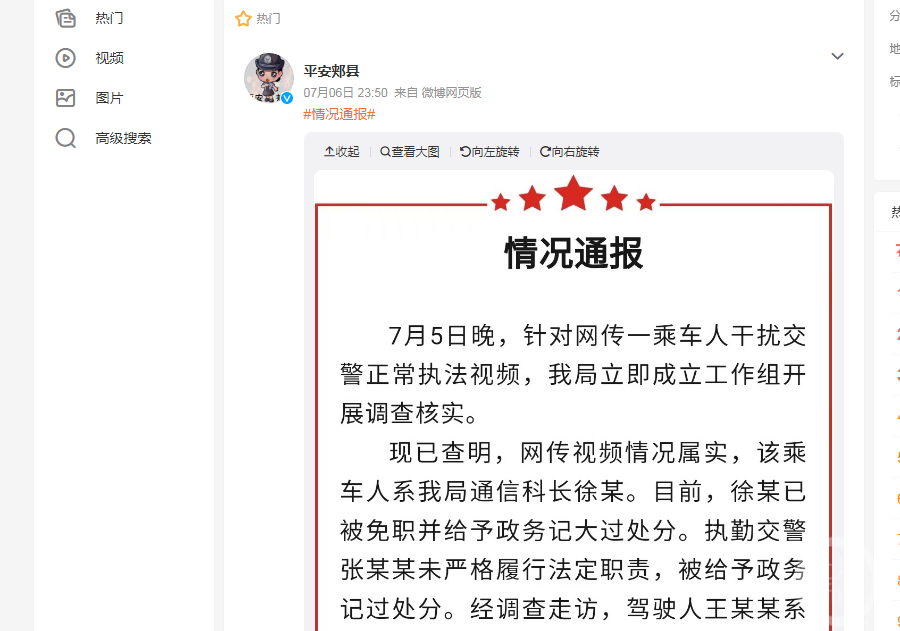 热门
视频
图片
高级搜索
热门
平安郏县
07月06日 23:50 来自 微博网页版
#情况通报#
收起
查看大图
向左旋转
向右旋转
情况通报
7月5日晚，针对网传一乘车人干扰交
警正常执法视频，我局立即成立工作组开
展调查核实。
现已查明，网传视频情况属实，该乘
车人系我局通信科长徐某。目前，徐某已
被免职并给予政务记大过处分。执勤交警
张某某未严格履行法定职责，被给予政务
记过处分。经调查走访，驾驶人王某某系